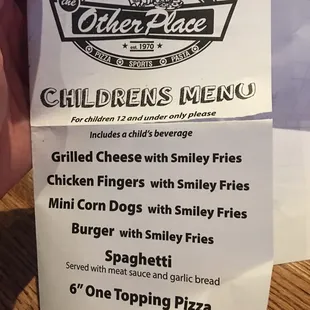 the
Other Place
est. 1970
PIZZA SPORTS PASTA
CHILDRENS MENU
For children 12 and under only please
Includes a child's beverage
Grilled Cheese with Smiley Fries
Chicken Fingers with Smiley Fries
Mini Corn Dogs with Smiley Fries
Burger with Smiley Fries
Spaghetti
Served with meat sauce and garlic bread
6" One Topping Pizza